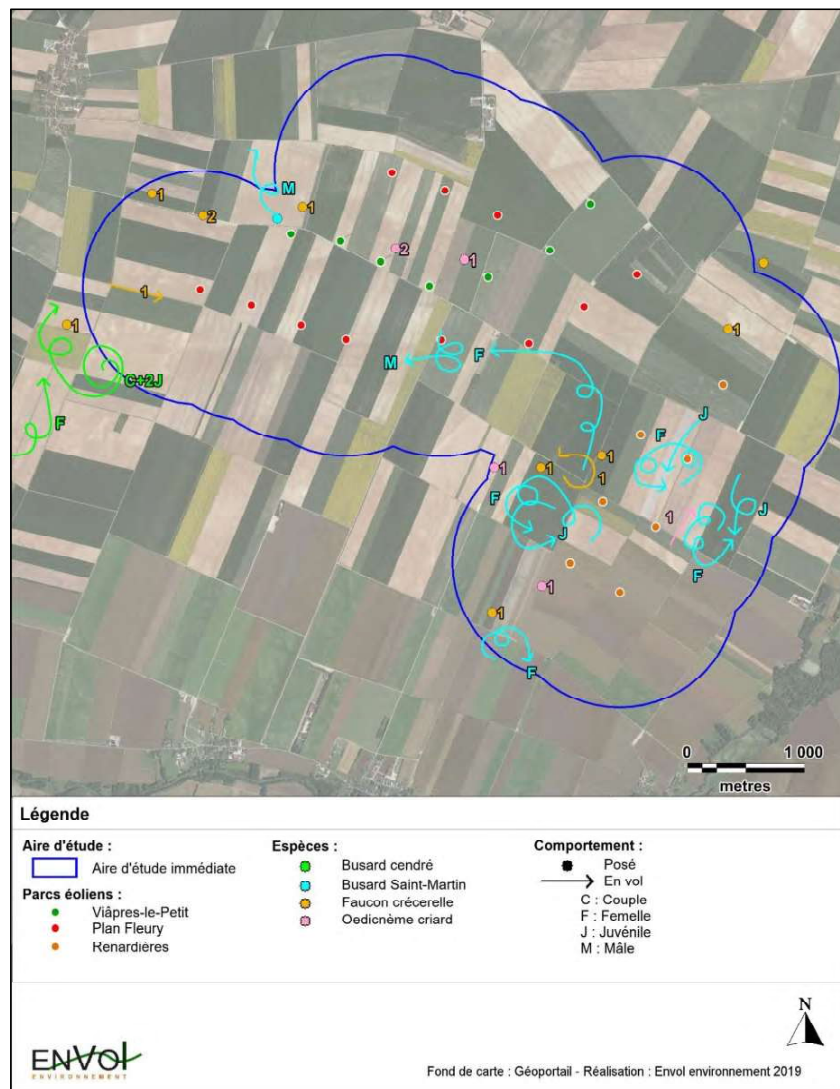 1
2
M
1
2
1
1
1
C+2J
F
M
F
1
F
J
1
1
1
F
J
1
J
F
1
1
F
0 1 000
metres
Légende
Aire d'étude :
Aire d'étude immédiate
Parcs éoliens :
Viâpres-le-Petit
Plan Fleury
Renardières
Espèces :
Busard cendré
Busard Saint-Martin
Faucon crécerelle
Oedicnème criard
Comportement :
Posé
En vol
C : Couple
F : Femelle
J : Juvénile
M : Mâle
N
ENVOL
ENVIRONNEMENT
Fond de carte : Géoportail - Réalisation : Envol environnement 2019